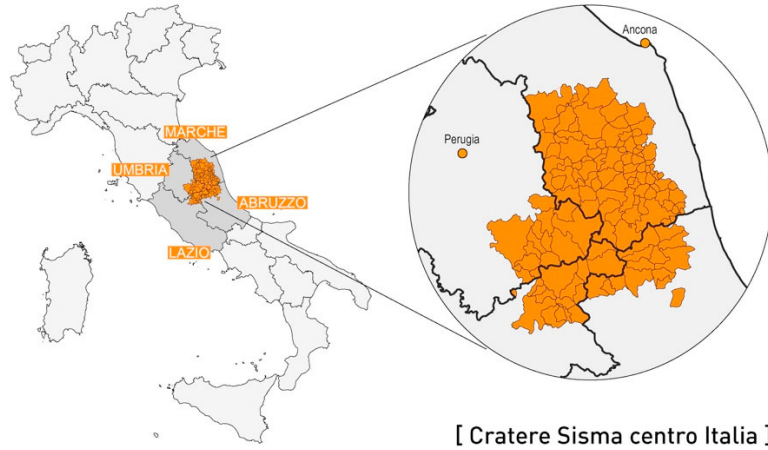 MARCHE
UMBRIA
ABRUZZO
LAZIO
Ancona
Perugia
[ Cratere Sisma centro Italia ]